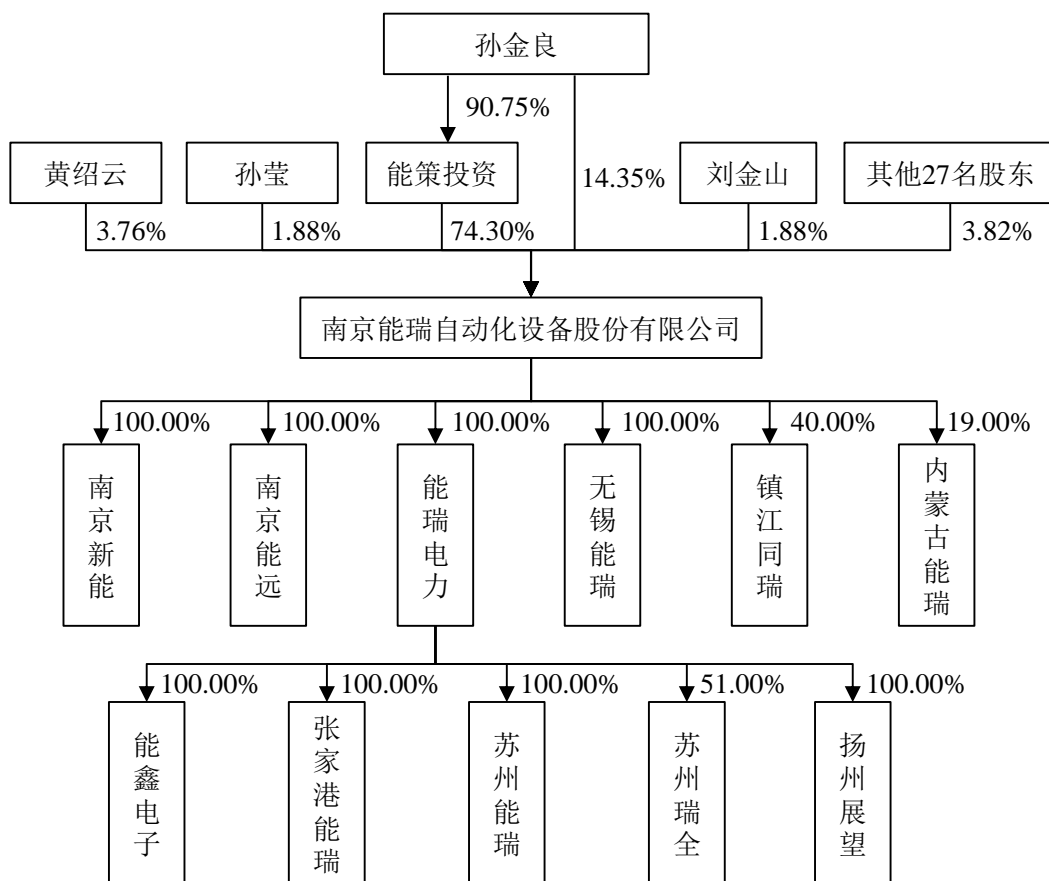 孙金良
90.75%
黄绍云
孙莹
能策投资
14.35%
刘金山
其他27名股东
3.76%
1.88%
74.30%
1.88%
3.82%
南京能瑞自动化设备股份有限公司
100.00%
100.00%
100.00%
100.00%
40.00%
19.00%
南京新能
南京能远
能瑞电力
无锡能瑞
镇江同瑞
内蒙古能瑞
100.00%
100.00%
100.00%
51.00%
100.00%
能鑫电子
张家港能瑞
苏州能瑞
苏州瑞全
扬州展望